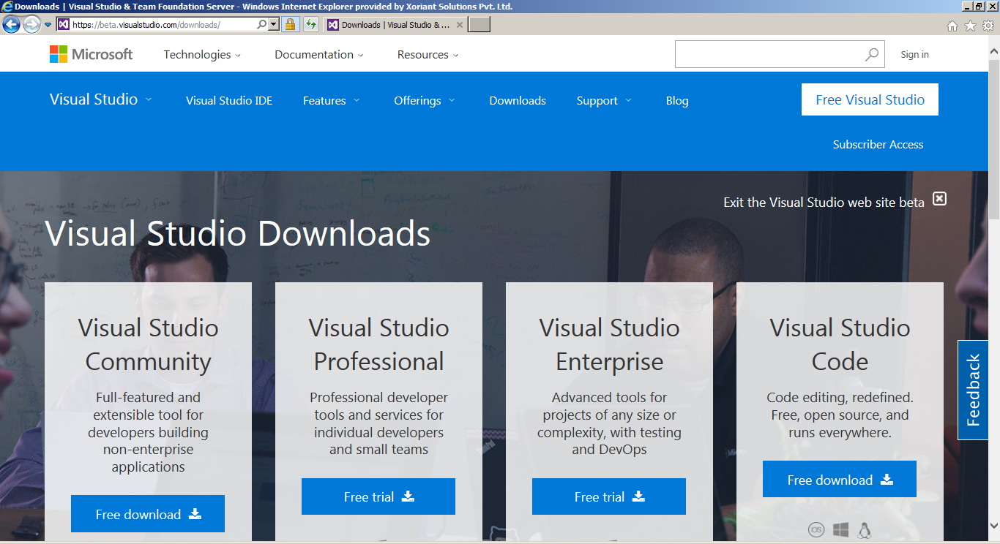 Downloads | Visual Studio & Team Foundation Server - Windows Internet Explorer provided by Xoriant Solutions Pvt. Ltd.
https://beta.visualstudio.com/downloads/
Downloads | Visual Studio & ...
Microsoft Technologies Documentation Resources Sign in
Visual Studio Visual Studio IDE Features Offerings Downloads Support Blog Free Visual Studio
Subscriber Access
Exit the Visual Studio web site beta
Visual Studio Downloads
Visual Studio
Community
Full-featured and
extensible tool for
developers building
non-enterprise
applications
Free download
Visual Studio
Professional
Professional developer
tools and services for
individual developers
and small teams
Free trial
Visual Studio
Enterprise
Advanced tools for
projects of any size or
complexity, with testing
and DevOps
Free trial
Visual Studio
Code
Code editing, redefined.
Free, open source, and
runs everywhere.
Free download
Feedback